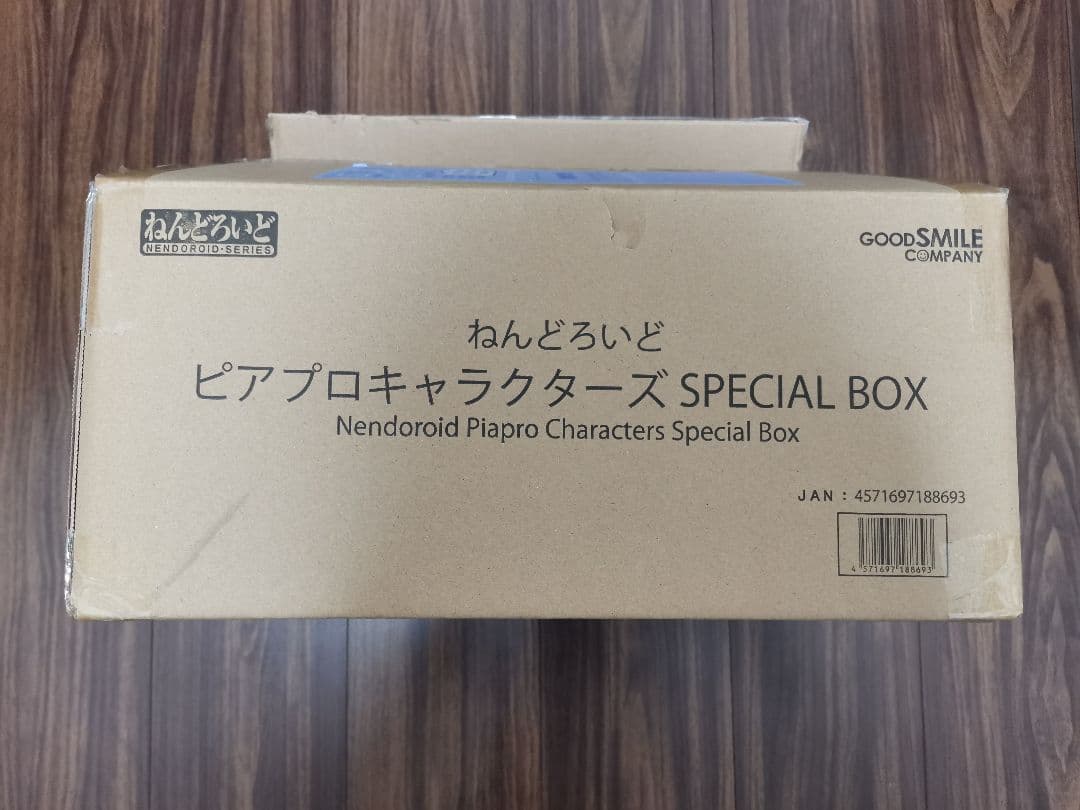 ねんどろいど
NENDOROID·SERIES
GOODSMILE
COMPANY
ねんどろいど
ピアプロキャラクターズ SPECIAL BOX
Nendoroid Piapro Characters Special Box
JAN : 4571697188693
4 571697 188693